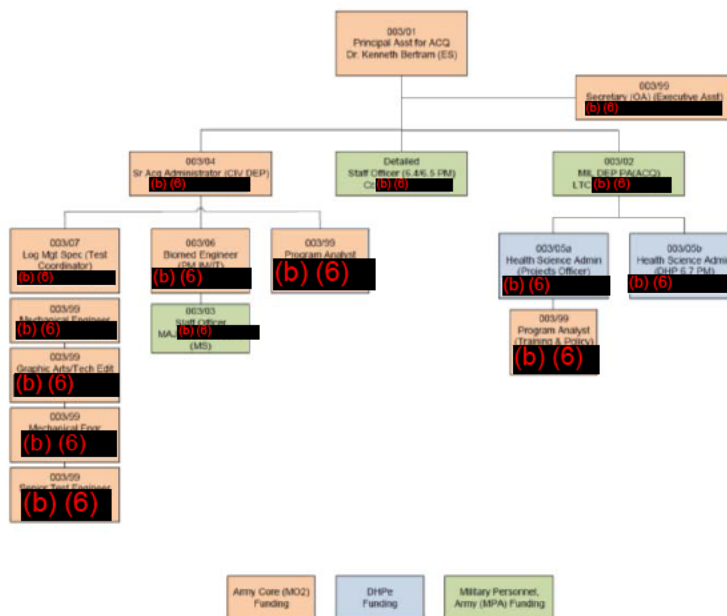 003/01
Principal Asst for ACQ
Dr. Kenneth Bertram (ES)
003/99
Secretary (OA) (Executive Asst)
(b) (6)
003/04
Sr Acq Administrator (CIV DEP)
(b) (6)
Detailed
Staff Officer (6.4/6.5 PM)
(b) (6)
003/02
MIL DEP PA(ACQ)
LTC (b) (6)
003/07
Log Mgt Spec (Test
Coordinator)
(b) (6)
003/06
Biomed Engineer
(PM IM/IT)
(b) (6)
003/99
Program Analyst
(b) (6)
003/05a
Health Science Admin
(Projects Officer)
(b) (6)
003/05b
Health Science Admin
(DHP 6.7 PM)
(b) (6)
003/99
Mechanical Engineer
(b) (6)
003/03
Staff Officer
MAJ (b) (6)
(MS)
003/99
Program Analyst
(Training & Policy)
(b) (6)
003/99
Graphic Arts/Tech Edit
(b) (6)
003/99
Mechanical Engr
(b) (6)
003/99
Senior Test Engineer
(b) (6)
Army Core (MO2)
Funding
DHPe
Funding
Military Personnel,
Army (MPA) Funding